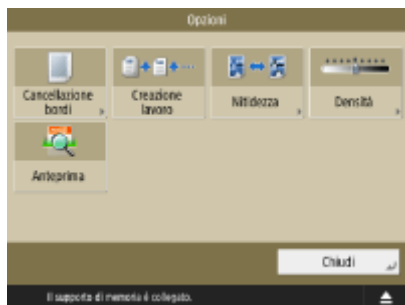 Opzioni
Cancellazione
bordi
Creazione
lavoro
Nitidezza
Densità
Anteprima
Chiudi
Il supporto di memoria è collegato.